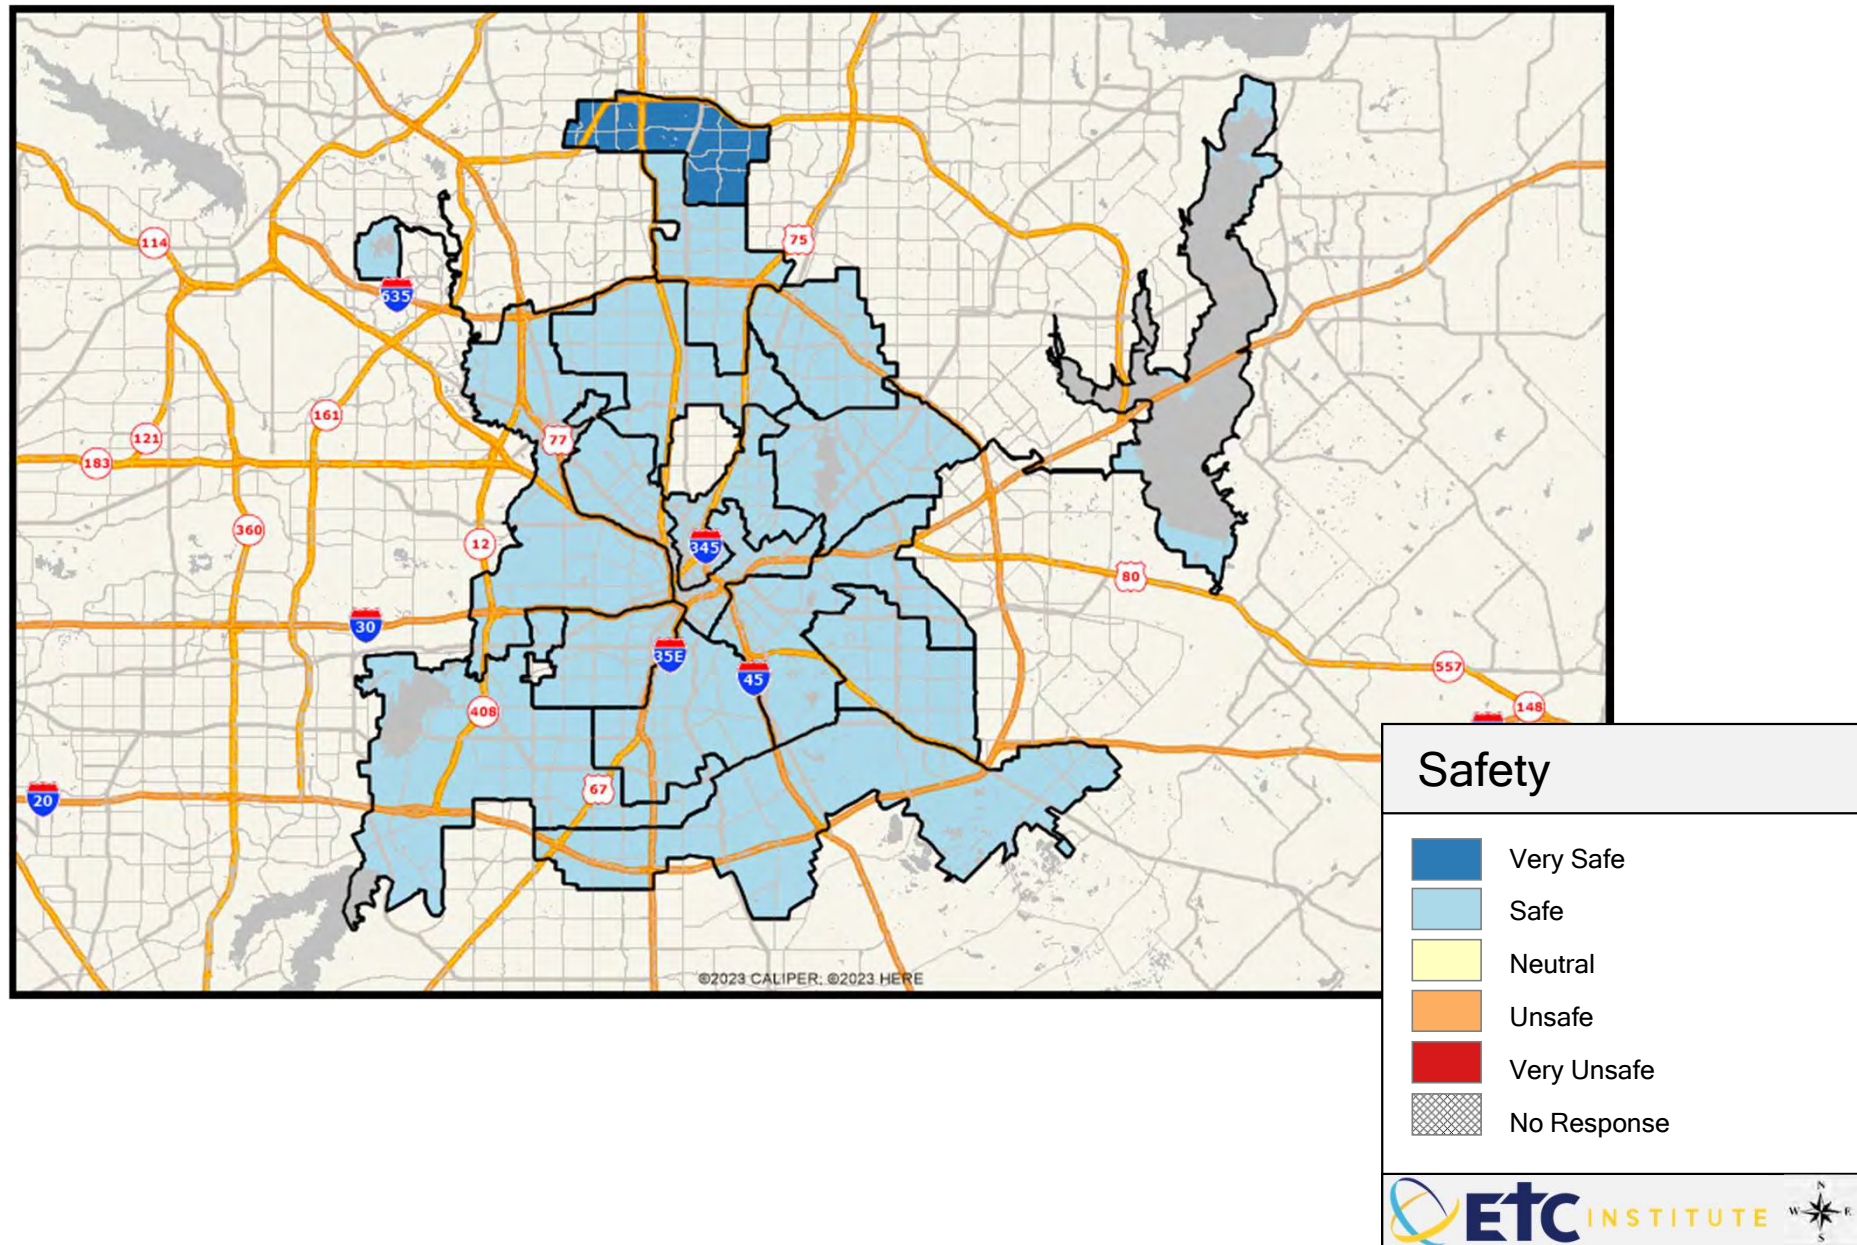 114
75
635
161
121
183
77
360
12
345
80
30
35E
45
557
408
148
67
20
©2023 CALIPER; ©2023 HERE
Safety
Very Safe
Safe
Neutral
Unsafe
Very Unsafe
No Response
ETC INSTITUTE
N
W E
S